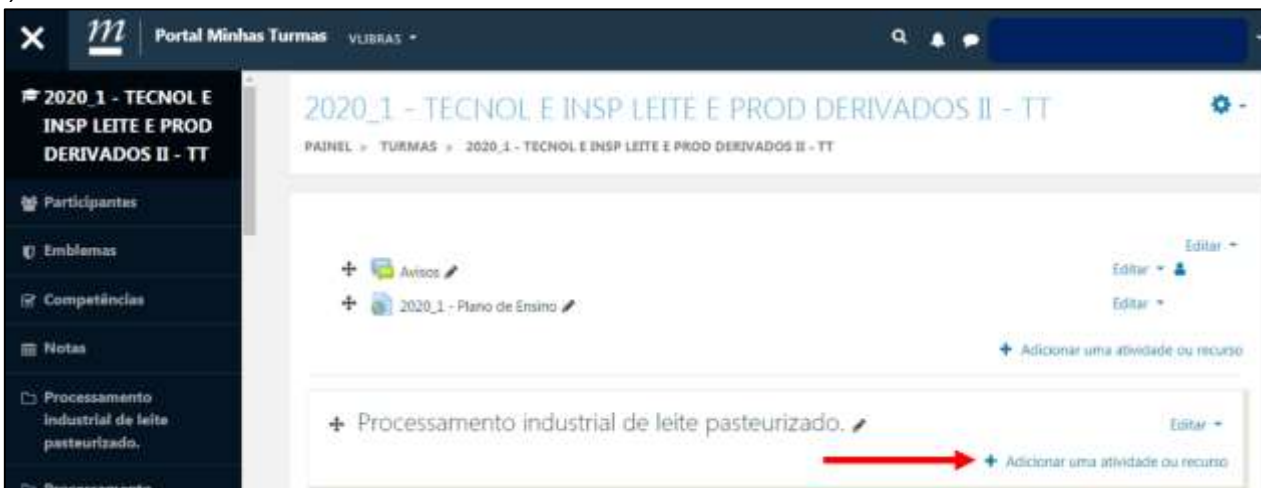 m Portal Minhas Turmas VLIBRAS
2020_1 - TECNOL E
INSP LEITE E PROD
DERIVADOS II - TT
Participantes
Emblemas
Competências
Notas
Processamento
industrial de leite
pasteurizado.
Processamento
2020_1 - TECNOL E INSP LEITE E PROD DERIVADOS II - TT
PAINEL > TURMAS > 2020_1 - TECNOL E INSP LEITE E PROD DERIVADOS II - TT
Editar
Avisos Editar
2020_1 - Plano de Ensino Editar
+ Adicionar uma atividade ou recurso
Processamento industrial de leite pasteurizado. Editar
+ Adicionar uma atividade ou recurso